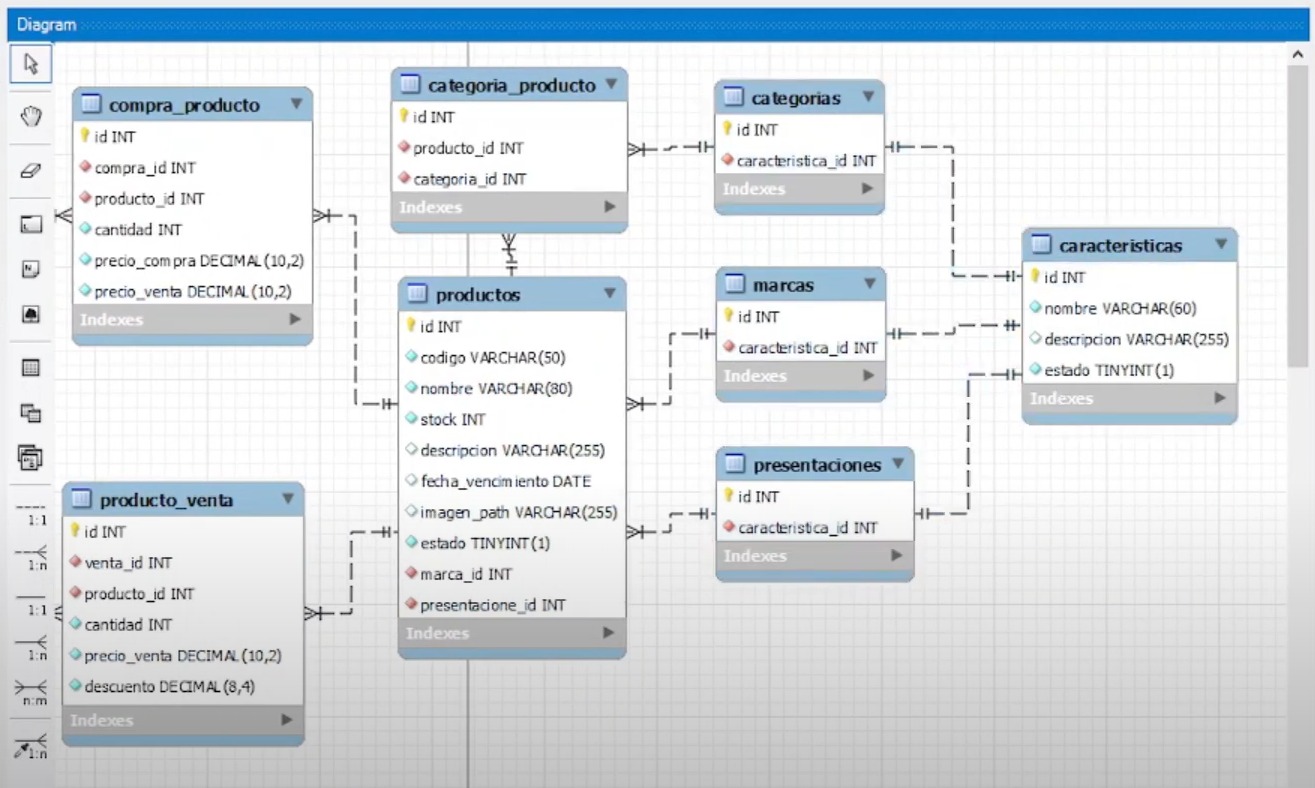 Diagram
compra_producto
id INT
compra_id INT
producto_id INT
cantidad INT
precio_compra DECIMAL(10,2)
precio_venta DECIMAL(10,2)
Indexes
categoria_producto
id INT
producto_id INT
categoria_id INT
Indexes
categorias
id INT
caracteristica_id INT
Indexes
caracteristicas
id INT
nombre VARCHAR(60)
descripcion VARCHAR(255)
estado TINYINT(1)
Indexes
productos
id INT
codigo VARCHAR(50)
nombre VARCHAR(80)
stock INT
descripcion VARCHAR(255)
fecha_vencimiento DATE
imagen_path VARCHAR(255)
estado TINYINT(1)
marca_id INT
presentacione_id INT
Indexes
marcas
id INT
caracteristica_id INT
Indexes
presentaciones
id INT
caracteristica_id INT
Indexes
producto_venta
id INT
venta_id INT
producto_id INT
cantidad INT
precio_venta DECIMAL(10,2)
descuento DECIMAL(8,4)
Indexes
1:1
1:n
1:1
1:n
n:m
1:n